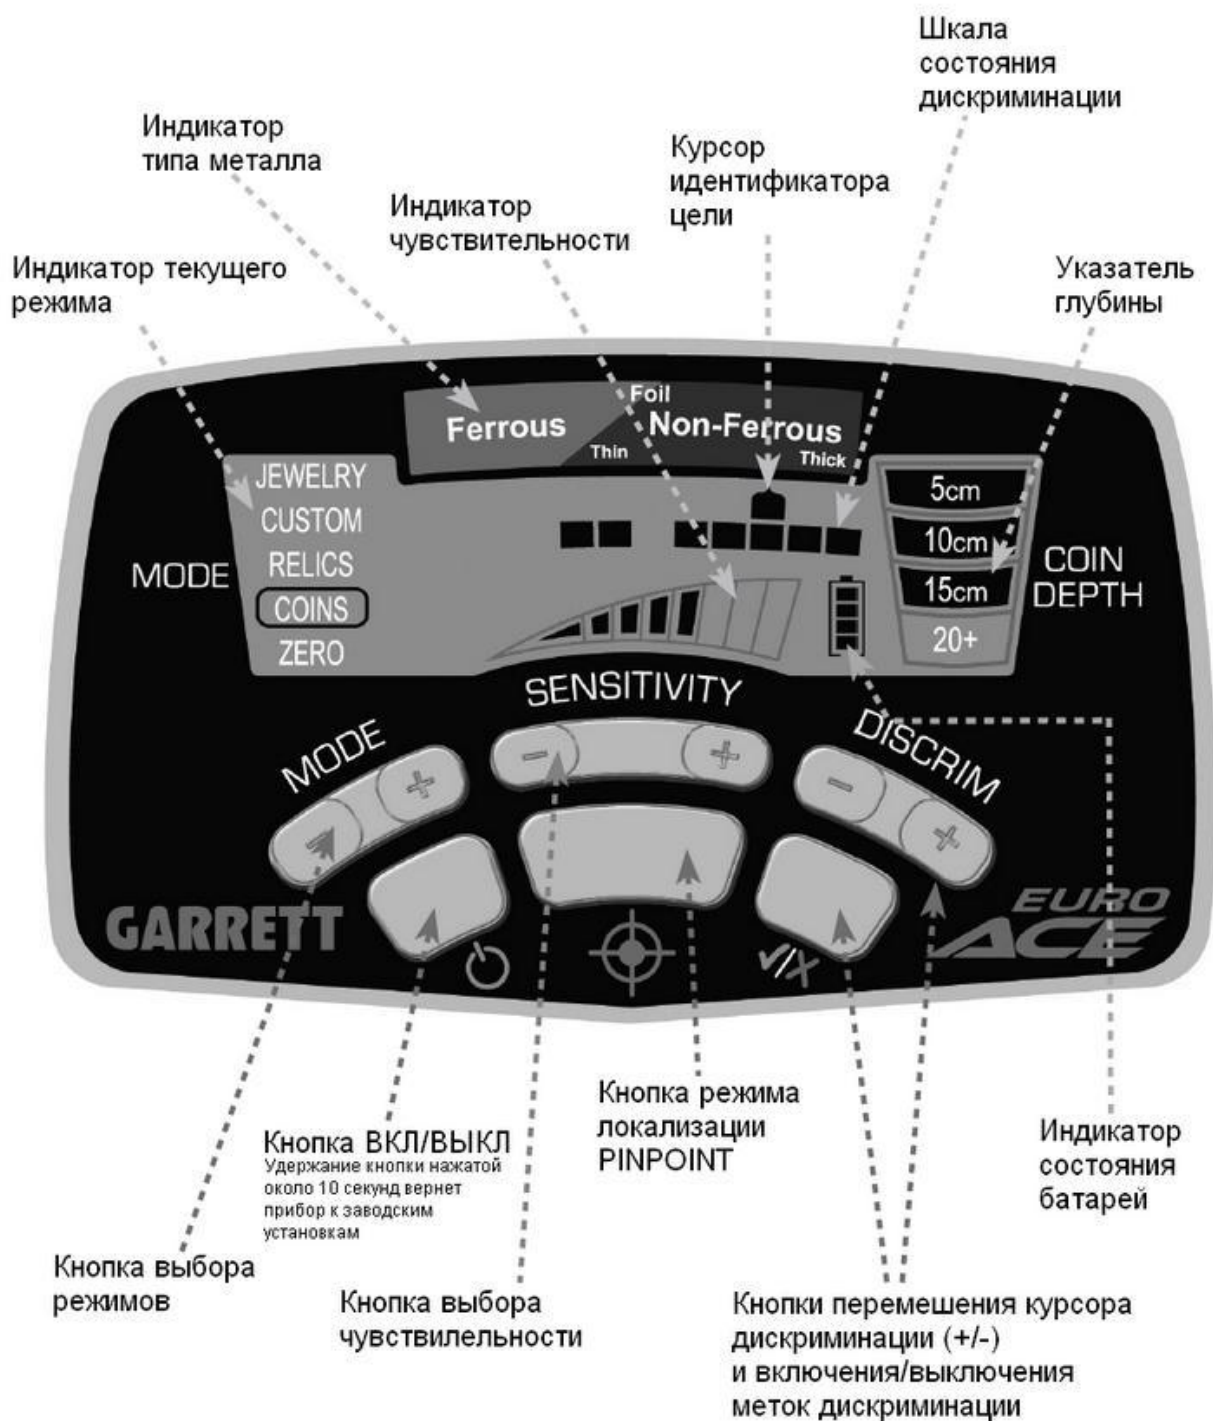 Шкала
состояния
дискриминации
Индикатор
типа металла
Курсор
идентификатора
цели
Индикатор
чувствительности
Индикатор текущего
режима
Указатель
глубины
Foil
Ferrous
Non-Ferrous
Thin
Thick
MODE
JEWELRY
CUSTOM
RELICS
COINS
ZERO
5cm
10cm
15cm
20+
COIN
DEPTH
SENSITIVITY
MODE
DISCRIM
- +
- +
- +
GARRETT
✓/X
EURO
ACE
Кнопка режима
локализации
PINPOINT
Кнопка ВКЛ/ВЫКЛ
Удержание кнопки нажатой
около 10 секунд вернет
прибор к заводским
установкам
Индикатор
состояния
батарей
Кнопка выбора
режимов
Кнопка выбора
чувствилельности
Кнопки перемешения курсора
дискриминации (+/-)
и включения/выключения
меток дискриминации